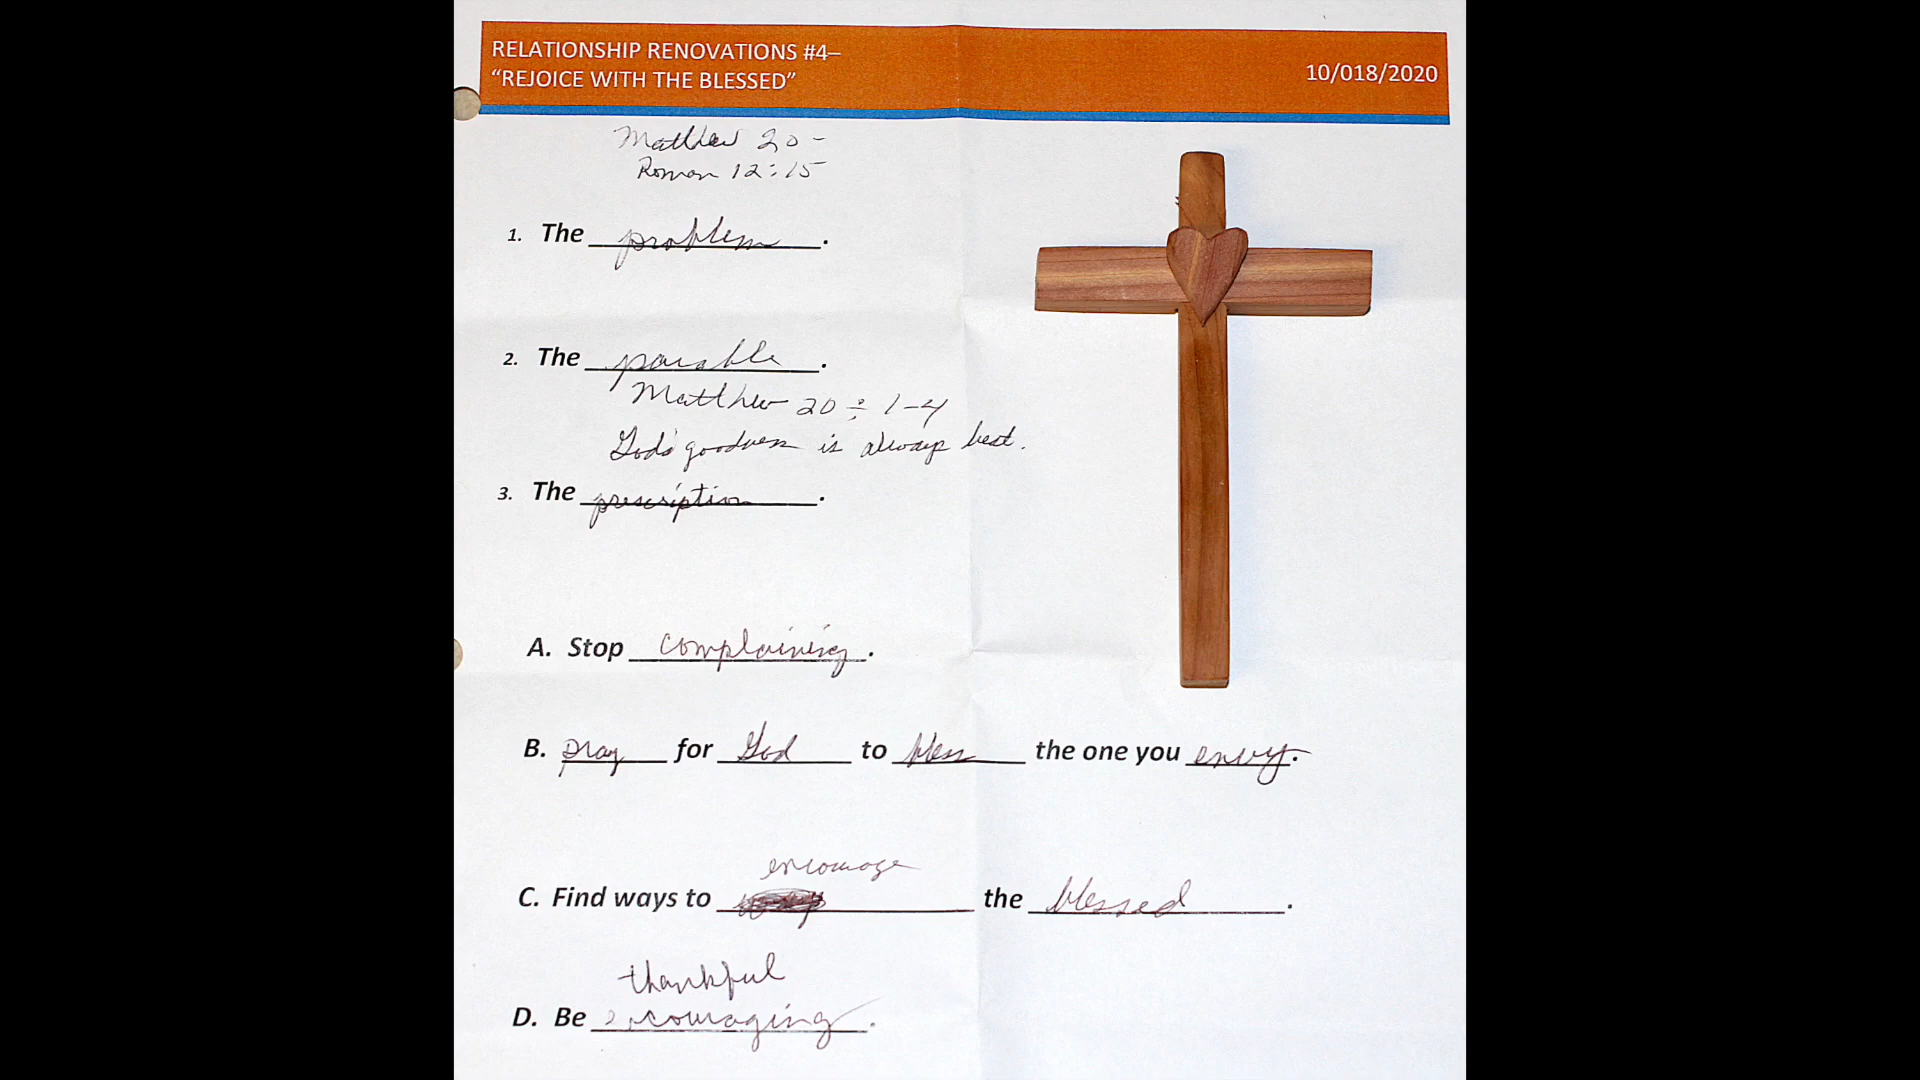 RELATIONSHIP RENOVATIONS #4–
“REJOICE WITH THE BLESSED”
10/018/2020
Matthew 20 -
Roman 12:15
1. The problem.
2. The parable.
Matthew 20 : 1-4
God's goodness is always best.
3. The prescription.
A. Stop complaining.
B. pray for God to bless the one you envy.
encourage
C. Find ways to the blessed.
thankful
D. Be encouraging.